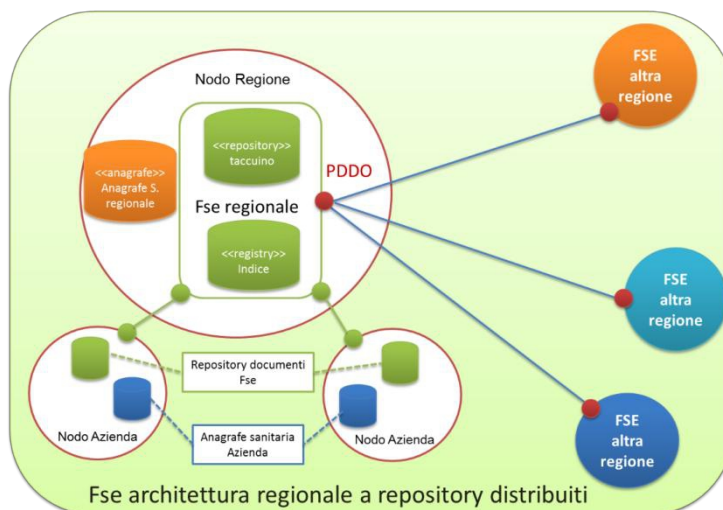 Nodo Regione
<<repository>>
taccuino
<<anagrafe>>
Anagrafe S.
regionale
Fse regionale
PDDO
<<registry>>
Indice
FSE
altra
regione
FSE
altra
regione
FSE
altra
regione
Repository documenti
Fse
Anagrafe sanitaria
Azienda
Nodo Azienda
Nodo Azienda
Fse architettura regionale a repository distribuiti